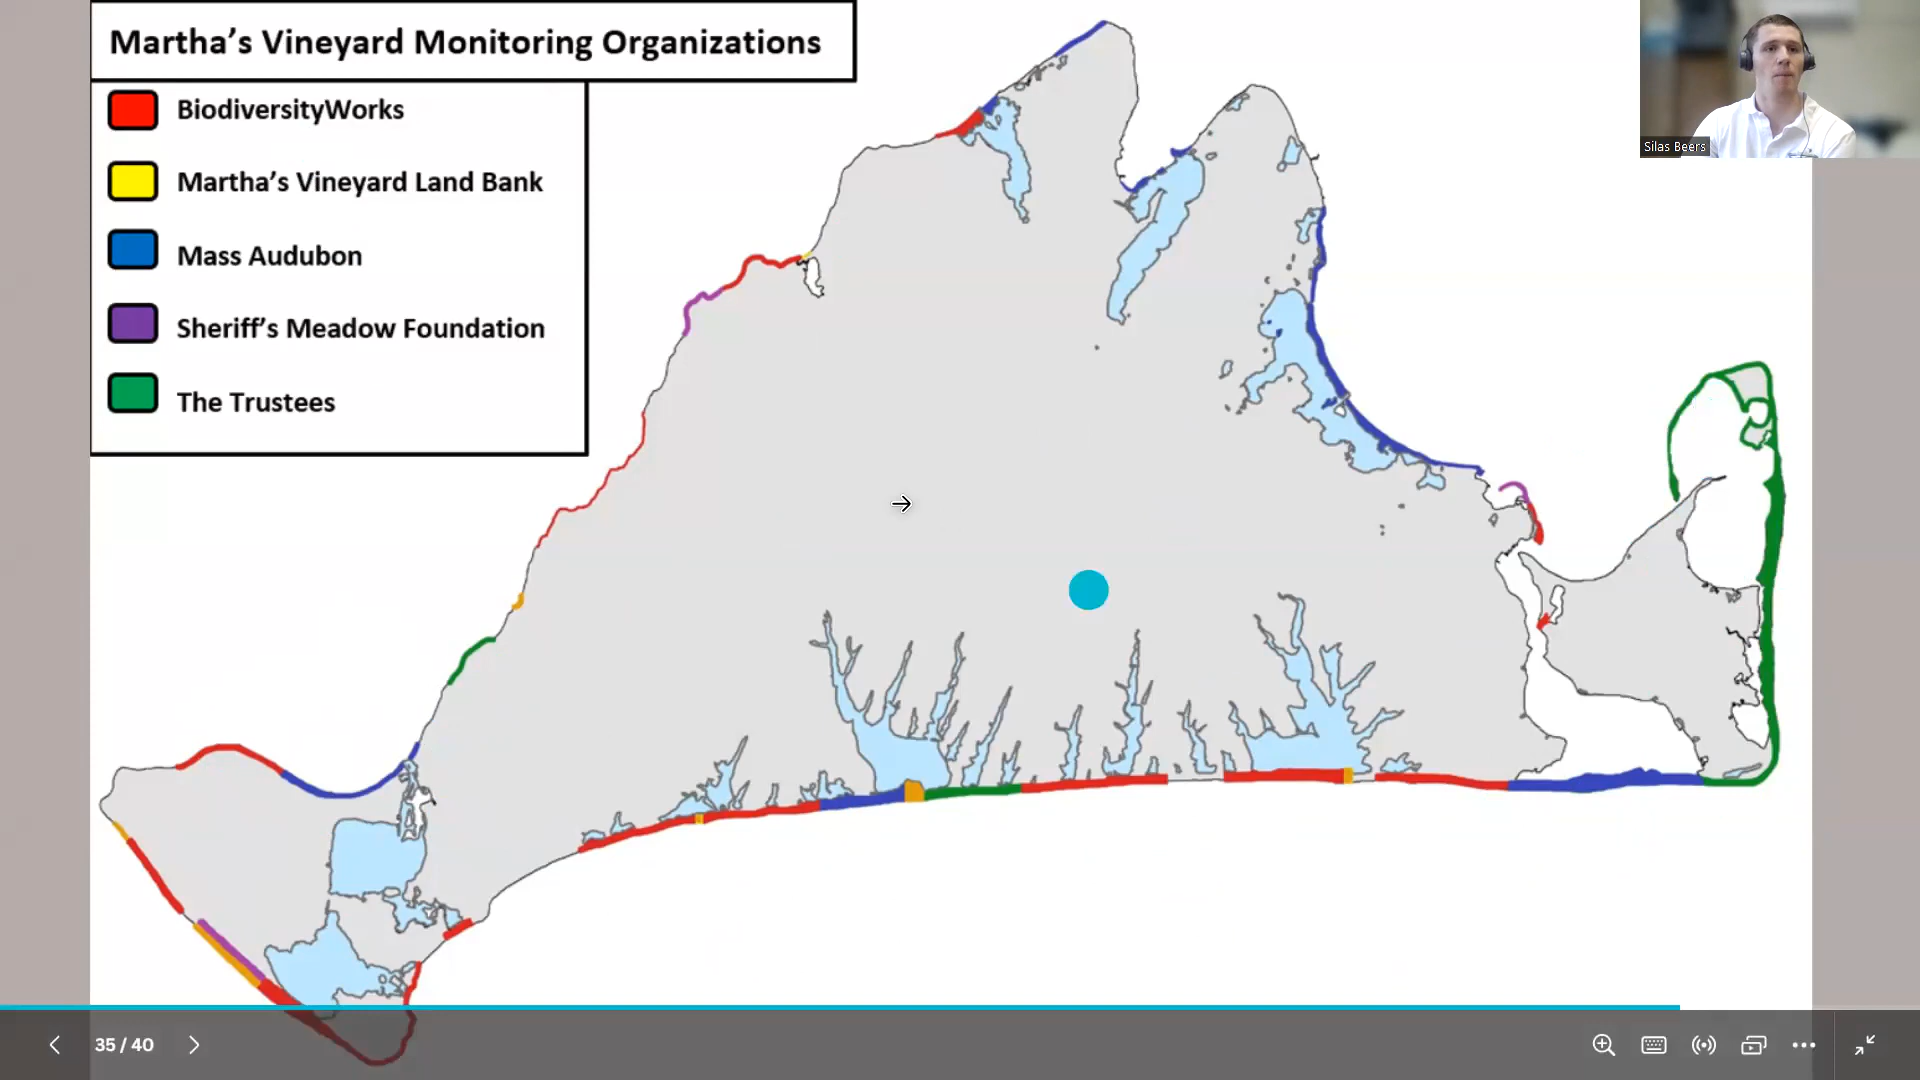 Martha’s Vineyard Monitoring Organizations
BiodiversityWorks
Martha’s Vineyard Land Bank
Mass Audubon
Sheriff’s Meadow Foundation
The Trustees
Silas Beers
35 / 40